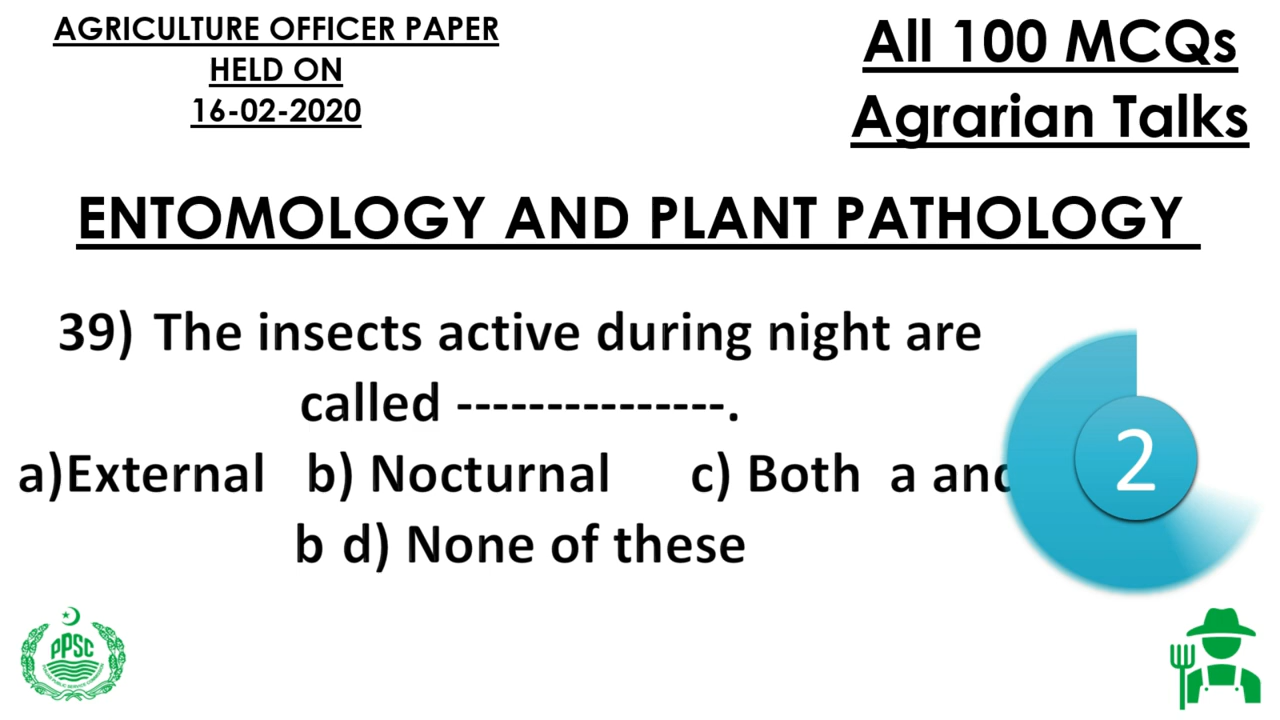 AGRICULTURE OFFICER PAPER
HELD ON
16-02-2020
All 100 MCQs
Agrarian Talks
ENTOMOLOGY AND PLANT PATHOLOGY
39) The insects active during night are
called ---------------.
a)External b) Nocturnal c) Both a and
b d) None of these
2
PPSC